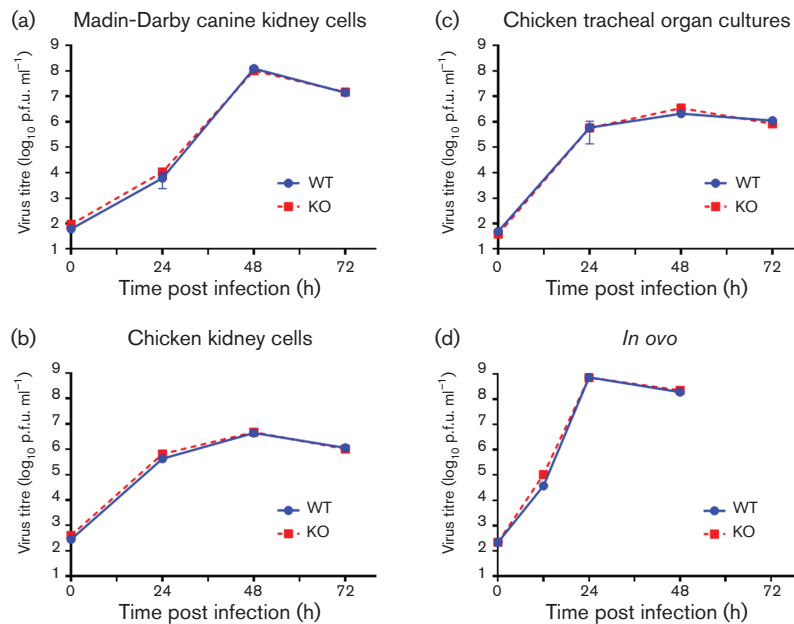 (a) Madin-Darby canine kidney cells
Virus titre (log10 p.f.u. ml−1)
9
8
7
6
5
4
3
2
1
WT
KO
0 24 48 72
Time post infection (h)
(b) Chicken kidney cells
Virus titre (log10 p.f.u. ml−1)
9
8
7
6
5
4
3
2
1
WT
KO
0 24 48 72
Time post infection (h)
(c) Chicken tracheal organ cultures
Virus titre (log10 p.f.u. ml−1)
9
8
7
6
5
4
3
2
1
WT
KO
0 24 48 72
Time post infection (h)
(d) In ovo
Virus titre (log10 p.f.u. ml−1)
9
8
7
6
5
4
3
2
1
WT
KO
0 24 48 72
Time post infection (h)